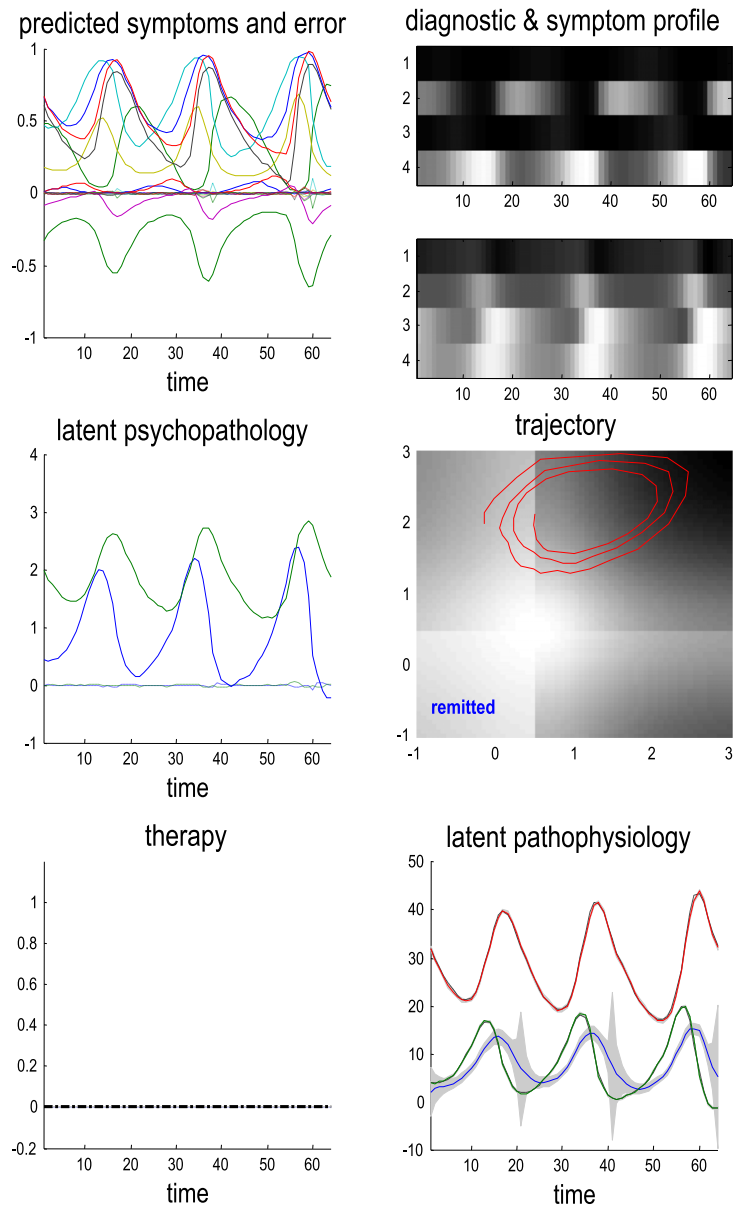 predicted symptoms and error
1
0.5
0
-0.5
-1
10 20 30 40 50 60
time
diagnostic & symptom profile
1
2
3
4
10 20 30 40 50 60
1
2
3
4
10 20 30 40 50 60
latent psychopathology
4
3
2
1
0
-1
10 20 30 40 50 60
time
trajectory
3
2
1
0
-1
remitted
-1 0 1 2 3
therapy
1
0.8
0.6
0.4
0.2
0
-0.2
10 20 30 40 50 60
time
latent pathophysiology
50
40
30
20
10
0
-10
10 20 30 40 50 60
time